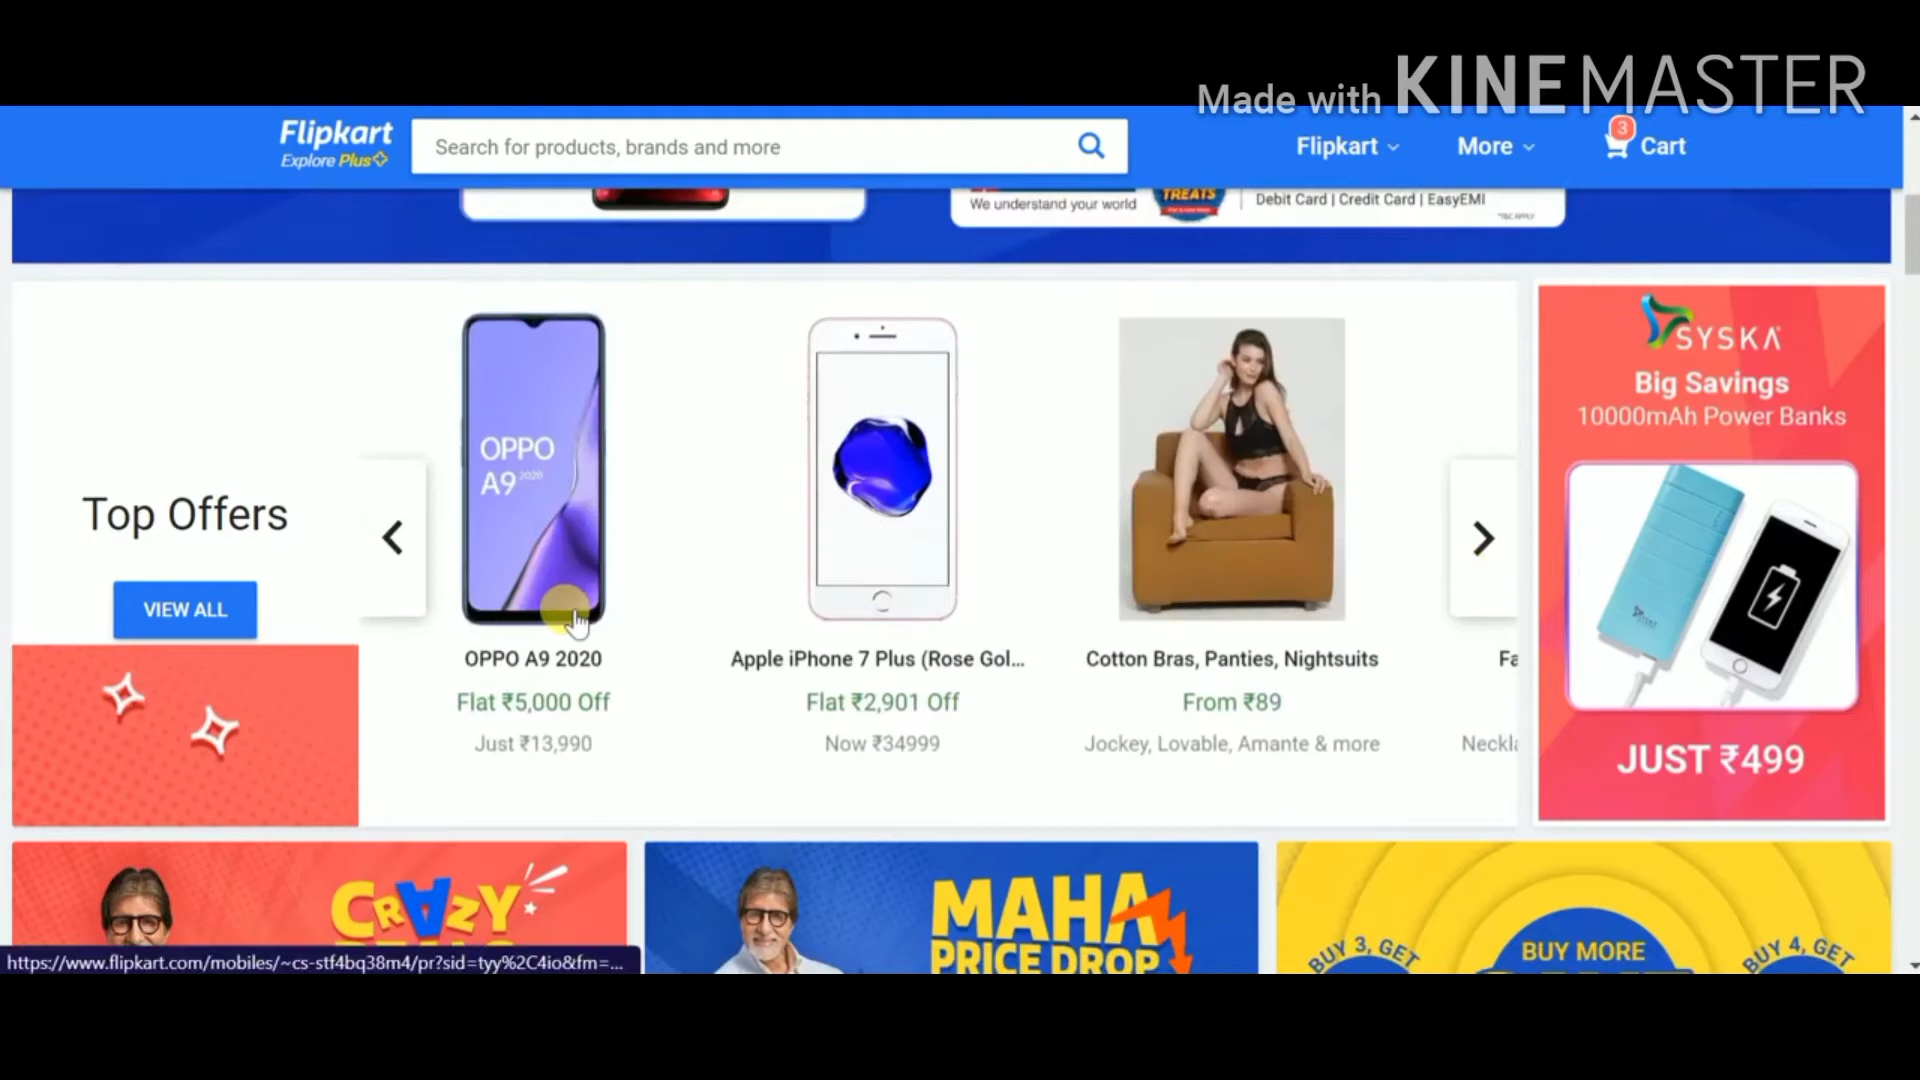 Made with KINEMASTER
Flipkart
Explore Plus
Search for products, brands and more
Flipkart
More
3
Cart
We understand your world
TREATS
Debit Card | Credit Card | EasyEMI
*T&C APPLY
Top Offers
VIEW ALL
OPPO
A9 2020
OPPO A9 2020
Flat ₹5,000 Off
Just ₹13,990
Apple iPhone 7 Plus (Rose Gol...
Flat ₹2,901 Off
Now ₹34999
Cotton Bras, Panties, Nightsuits
From ₹89
Jockey, Lovable, Amante & more
Fa
Neckla
SYSKA
Big Savings
10000mAh Power Banks
JUST ₹499
CRAZY
MAHA
PRICE DROP
BUY 3, GET
BUY MORE
BUY 4, GET
https://www.flipkart.com/mobiles/~cs-stf4bq38m4/pr?sid=tyy%2C4io&fm=...